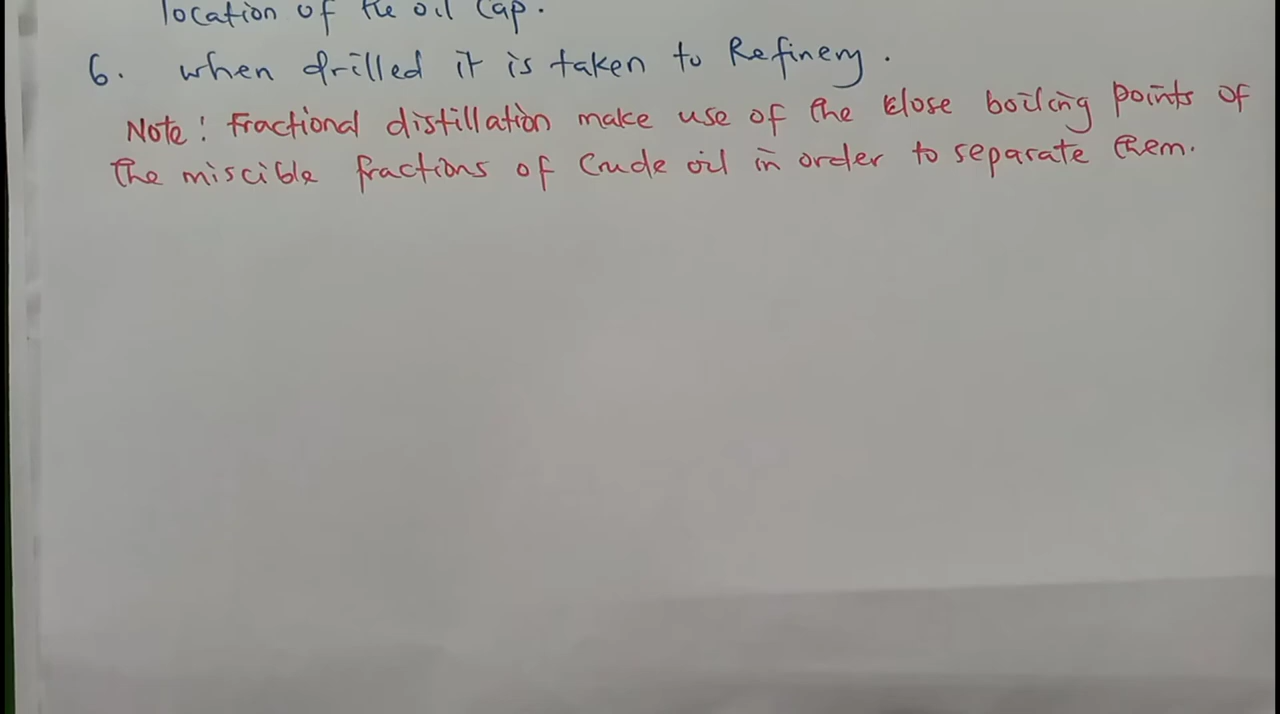 location of the oil cap.
6. when drilled it is taken to Refinery.
Note: Fractional distillation make use of the close boiling points of
the miscible fractions of Crude oil in order to separate them.